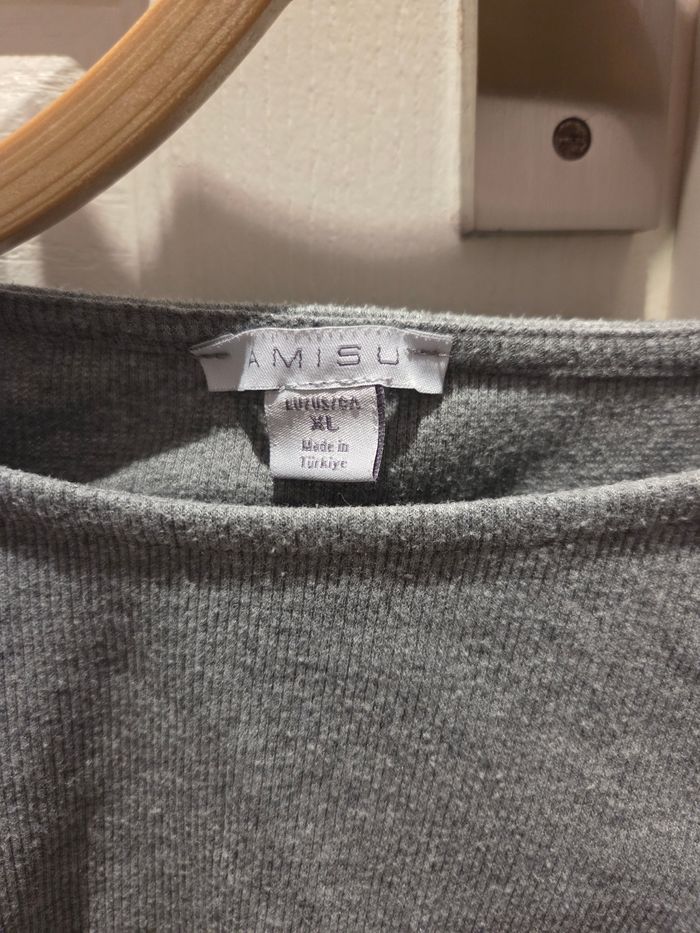 AMISU
EU/US/CA
XL
Made in
Türkiye